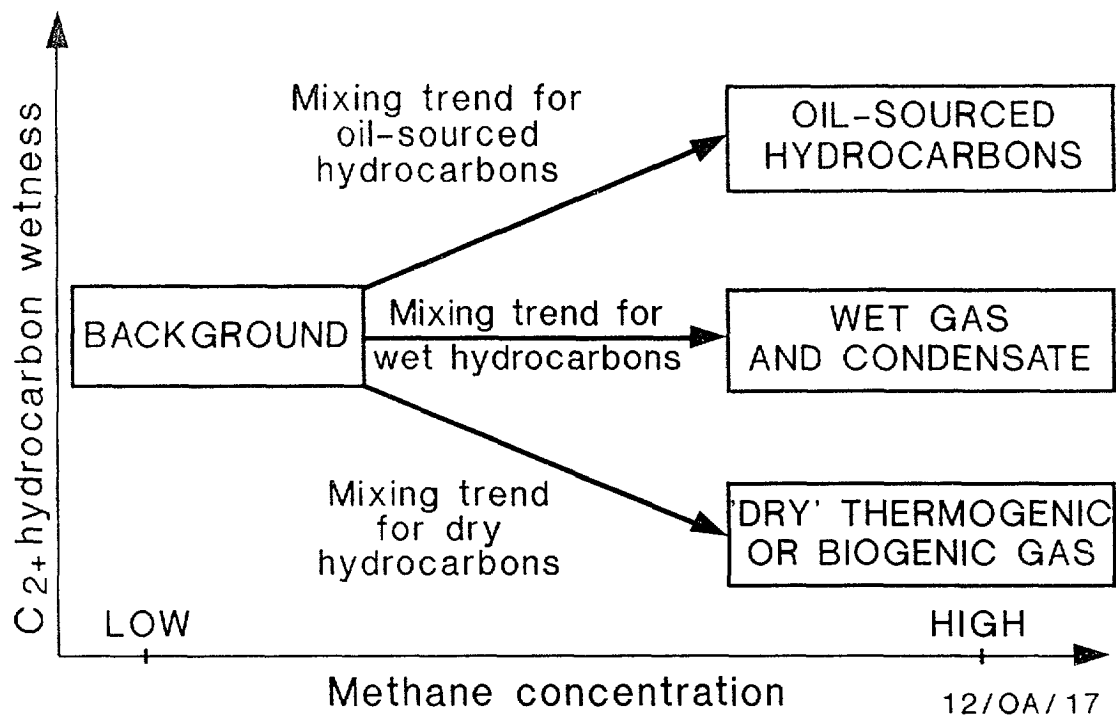 C2+hydrocarbon wetness
Mixing trend for
oil-sourced
hydrocarbons
OIL-SOURCED
HYDROCARBONS
BACKGROUND
Mixing trend for
wet hydrocarbons
WET GAS
AND CONDENSATE
Mixing trend
for dry
hydrocarbons
'DRY' THERMOGENIC
OR BIOGENIC GAS
LOW
HIGH
Methane concentration
12/OA/17